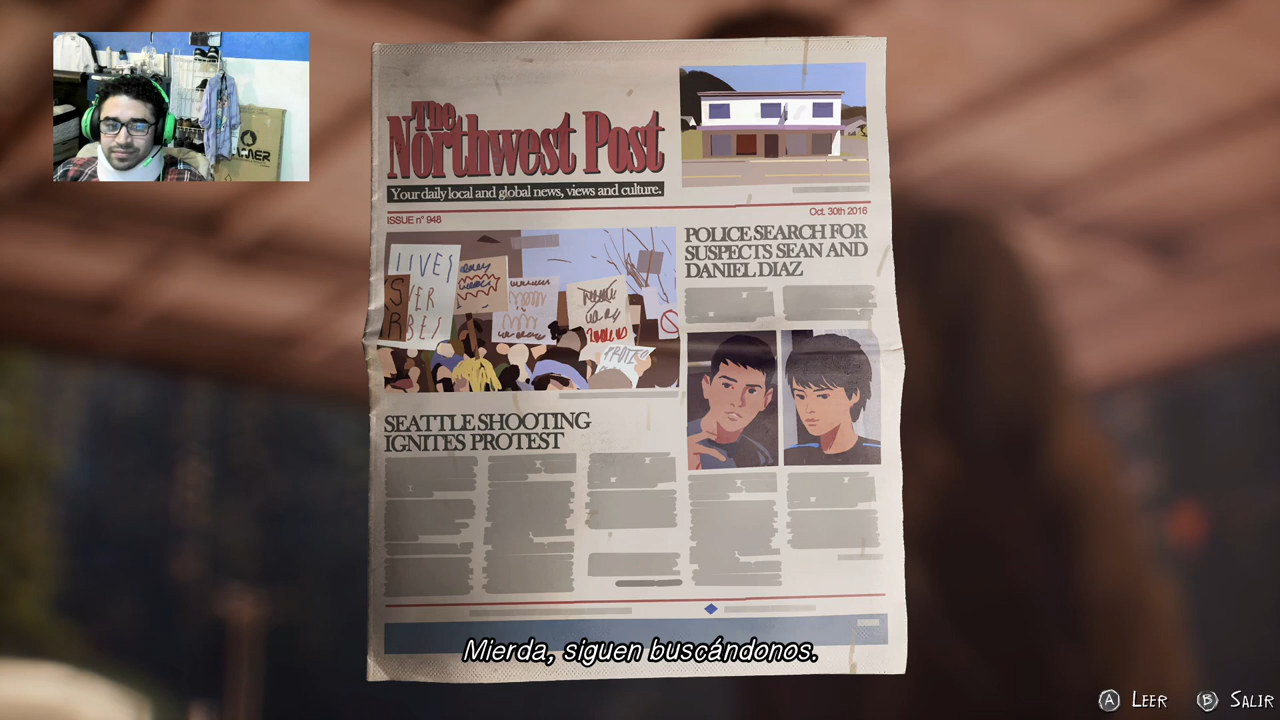 The
Northwest Post
Your daily local and global news, views and culture.
ISSUE n° 948
Oct. 30th 2016
LIVES
POLICE SEARCH FOR
SUSPECTS SEAN AND
DANIEL DIAZ
SEATTLE SHOOTING
IGNITES PROTEST
Mierda, siguen buscándonos.
A LEER
B SALIR